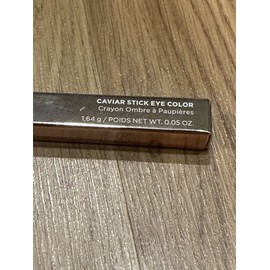 CAVIAR STICK EYE COLOR
Crayon Ombre à Paupières
1.64 g / POIDS NET WT. 0.05 OZ.